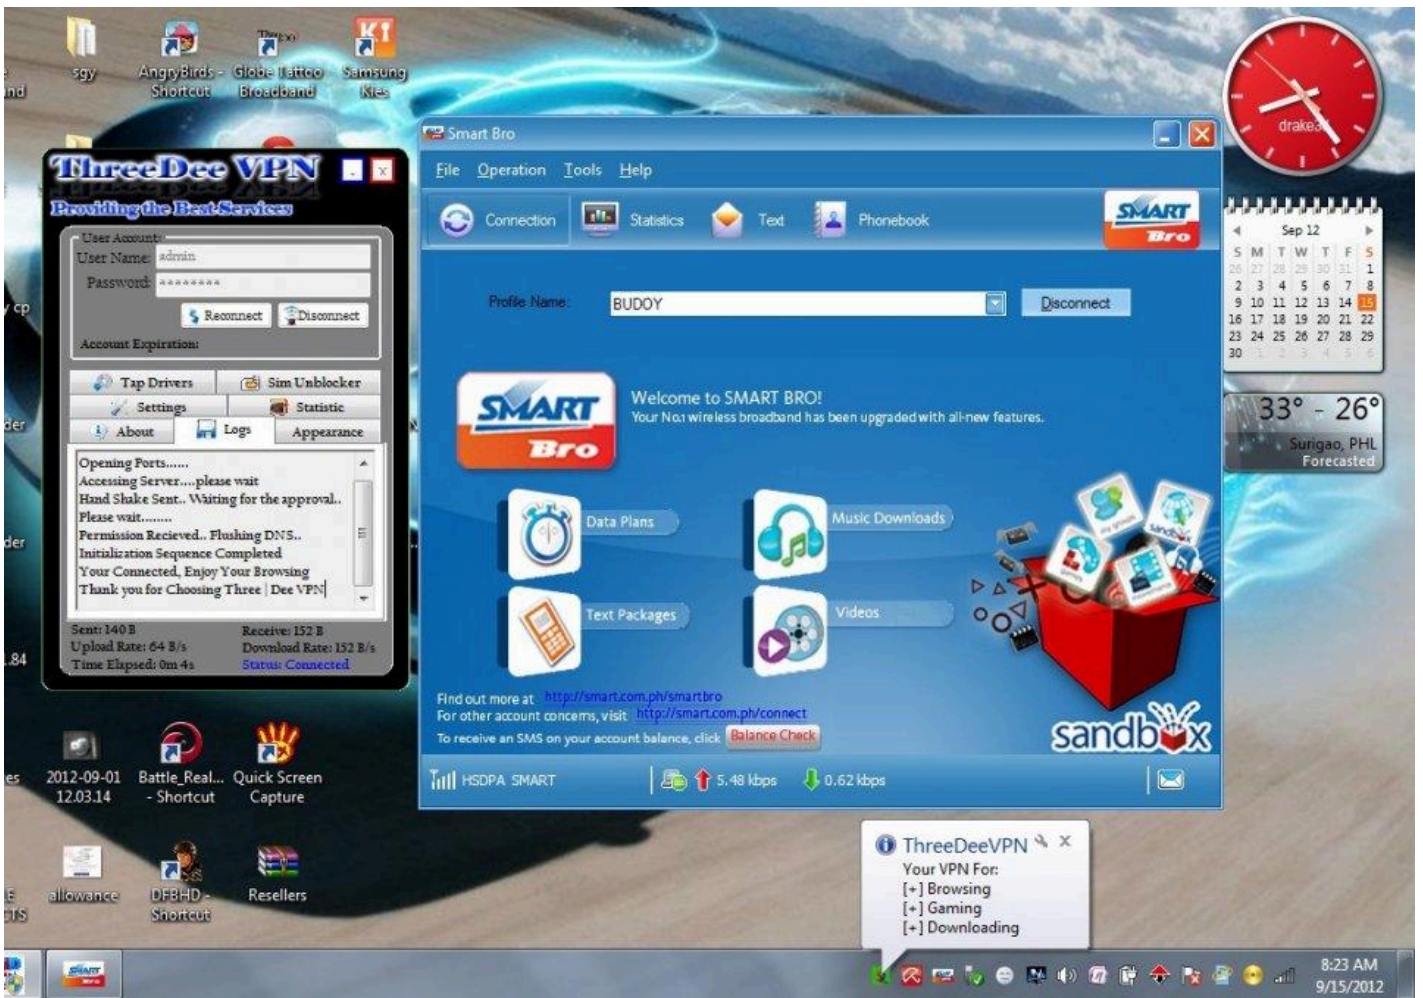 sgy
AngryBirds -
Shortcut
Globe Tattoo
Broadband
Samsung
Kies
ThreeDee VPN
Providing the Best Services
User Account:
User Name: admin
Password: ********
Reconnect
Disconnect
Account Expiration:
Tap Drivers
Sim Unblocker
Settings
Statistic
About
Logs
Appearance
Opening Ports......
Accessing Server....please wait
Hand Shake Sent.. Waiting for the approval..
Please wait........
Permission Recieved.. Flushing DNS..
Initialization Sequence Completed
Your Connected, Enjoy Your Browsing
Thank you for Choosing Three | Dee VPN
Sent: 140 B
Receive: 152 B
Upload Rate: 64 B/s
Download Rate: 152 B/s
Time Elapsed: 0m 4s
Status: Connected
Smart Bro
File Operation Tools Help
Connection
Statistics
Text
Phonebook
SMART
Bro
Profile Name:
BUDOY
Disconnect
SMART
Bro
Welcome to SMART BRO!
Your No.1 wireless broadband has been upgraded with all-new features.
Data Plans
Music Downloads
Text Packages
Videos
my groups
sandbox
games
Find out more at http://smart.com.ph/smartbro
For other account concerns, visit http://smart.com.ph/connect
To receive an SMS on your account balance, click Balance Check
sandbox
HSDPA SMART
5.48 kbps
0.62 kbps
Sep 12
S M T W T F S
26 27 28 29 30 31 1
2 3 4 5 6 7 8
9 10 11 12 13 14 15
16 17 18 19 20 21 22
23 24 25 26 27 28 29
30 1 2 3 4 5 6
33° - 26°
Surigao, PHL
Forecasted
2012-09-01
12.03.14
Battle_Real...
- Shortcut
Quick Screen
Capture
allowance
DFBHD -
Shortcut
Resellers
ThreeDeeVPN
Your VPN For:
[+] Browsing
[+] Gaming
[+] Downloading
SMART
Bro
8:23 AM
9/15/2012